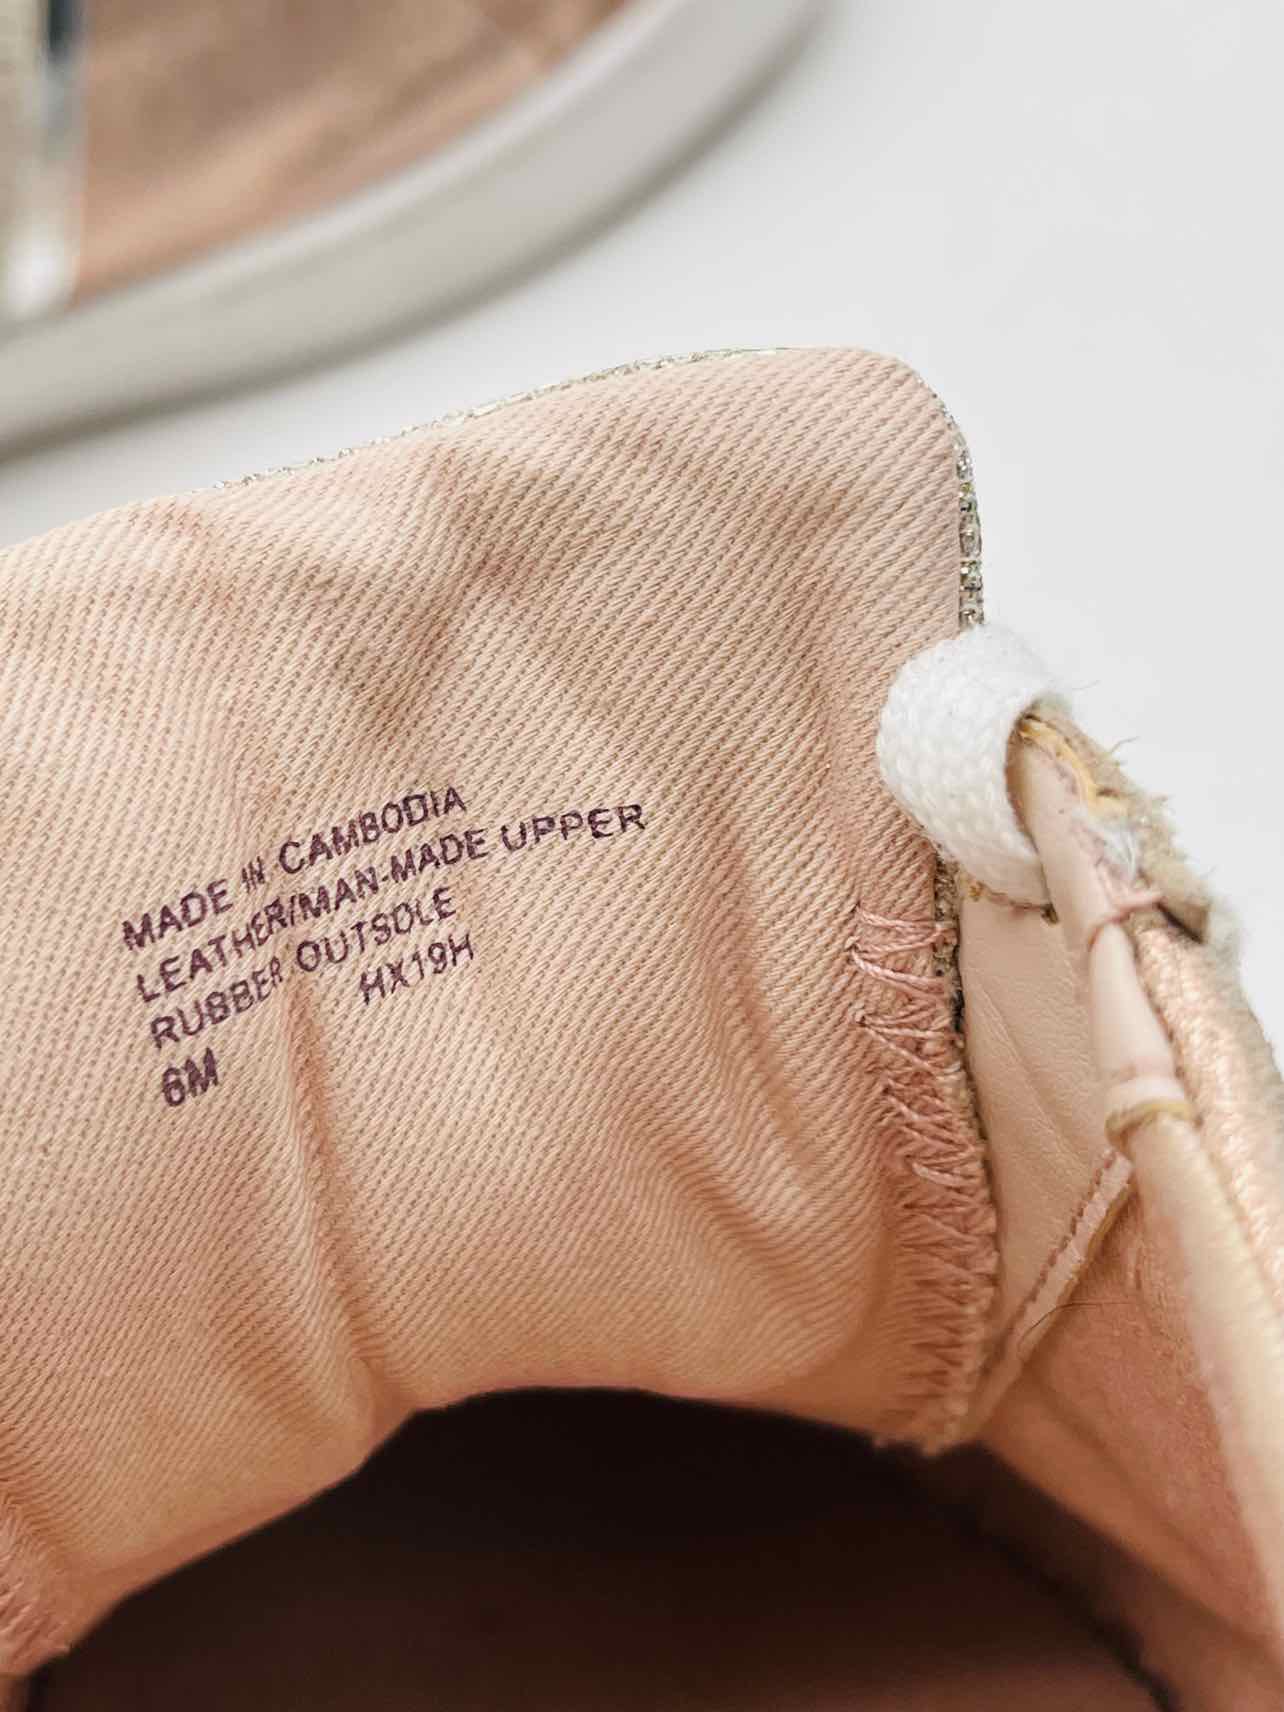 MADE IN CAMBODIA
LEATHER/MAN-MADE UPPER
RUBBER OUTSOLE
HX19H
6M